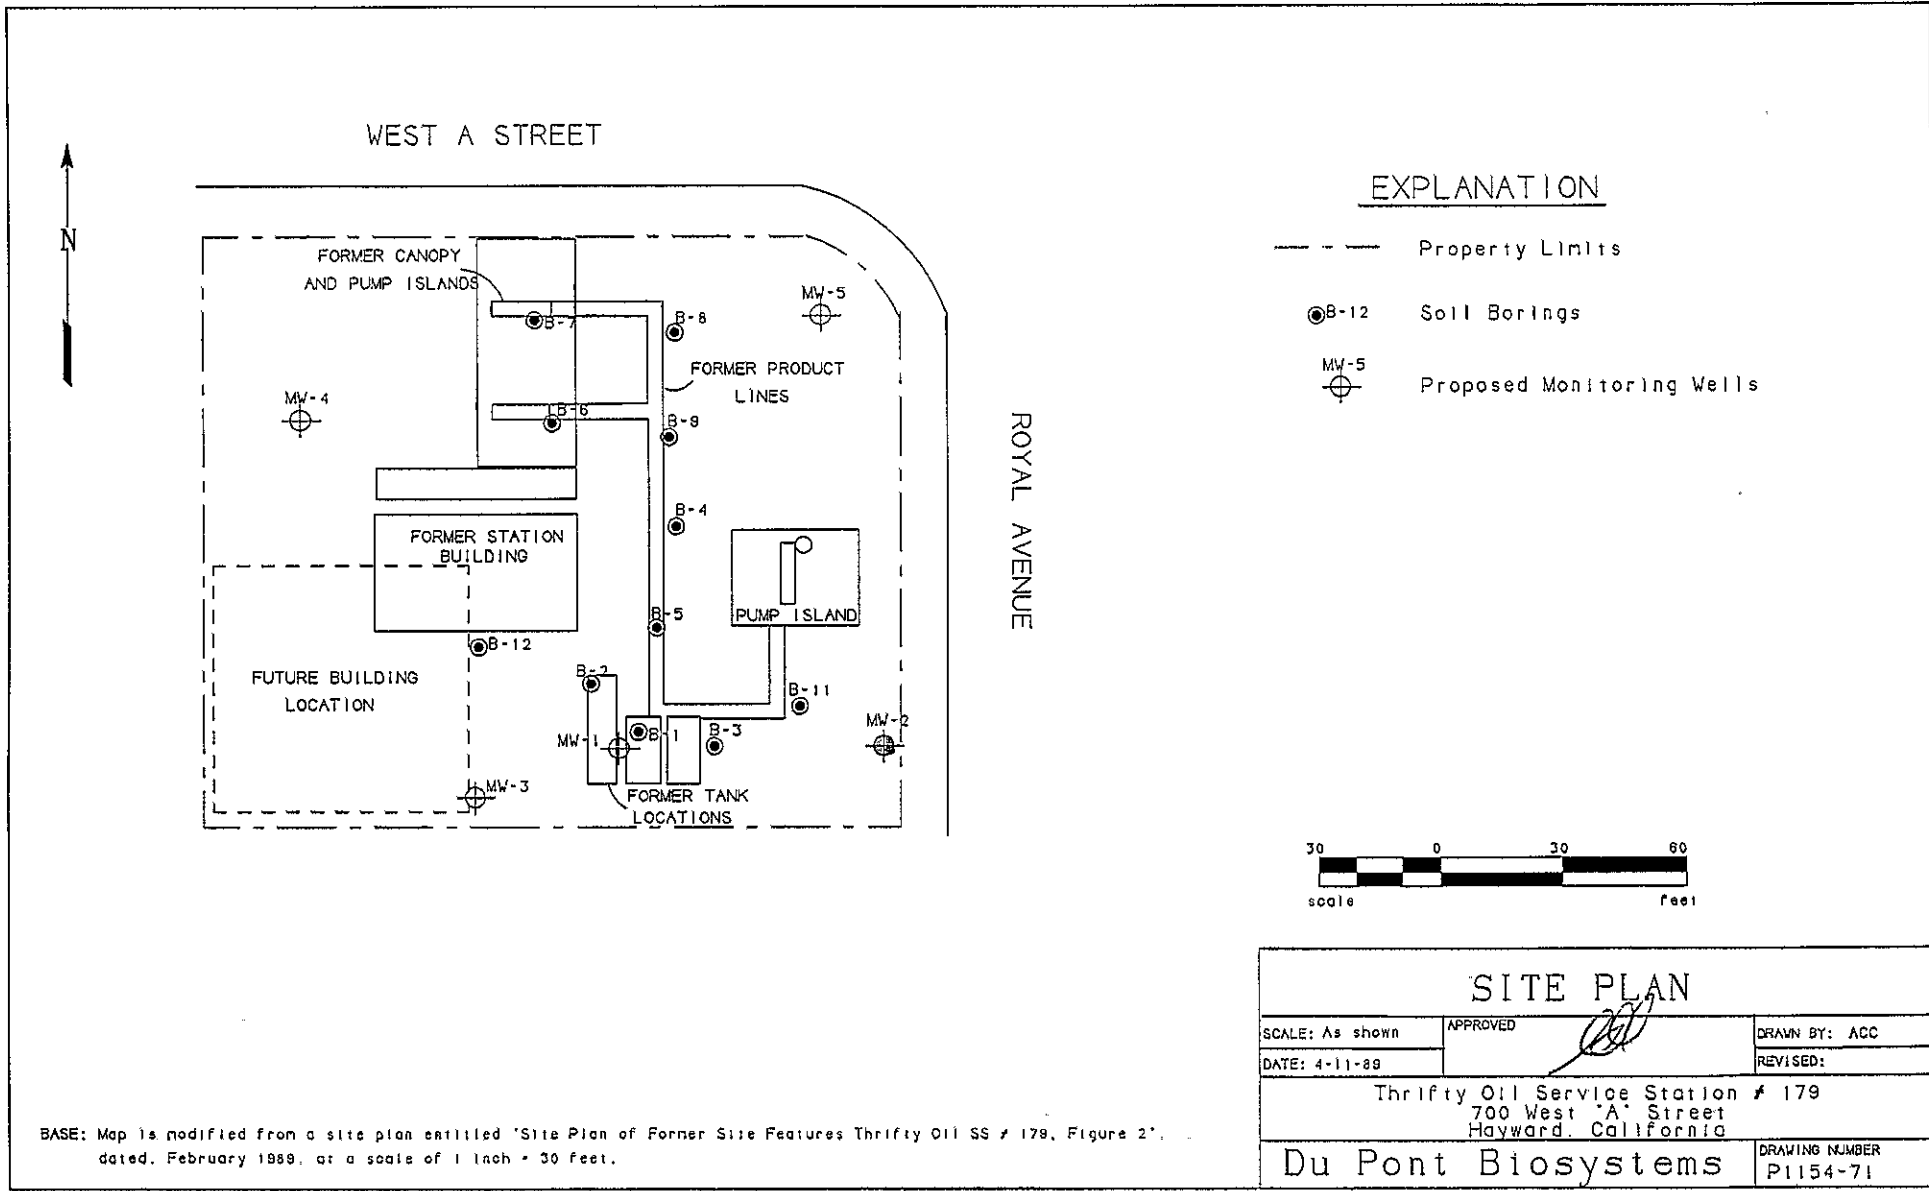 WEST A STREET
N
FORMER CANOPY
AND PUMP ISLANDS
MW-5
B-7
B-8
FORMER PRODUCT
LINES
MW-4
B-6
B-9
ROYAL AVENUE
B-4
FORMER STATION
BUILDING
B-5
PUMP ISLAND
B-12
B-2
FUTURE BUILDING
LOCATION
B-11
MW-2
MW-1
B-1
B-3
MW-3
FORMER TANK
LOCATIONS
EXPLANATION
Property Limits
B-12 Soil Borings
MW-5
Proposed Monitoring Wells
30 0 30 60
scale feet
SITE PLAN
SCALE: As shown
APPROVED
DRAWN BY: ACC
DATE: 4-11-89
REVISED:
Thrifty Oil Service Station # 179
700 West "A" Street
Hayward, California
Du Pont Biosystems
DRAWING NUMBER
P1154-71
BASE: Map is modified from a site plan entitled "Site Plan of Former Site Features Thrifty Oil SS # 179, Figure 2",
dated, February 1989, at a scale of 1 inch = 30 feet.